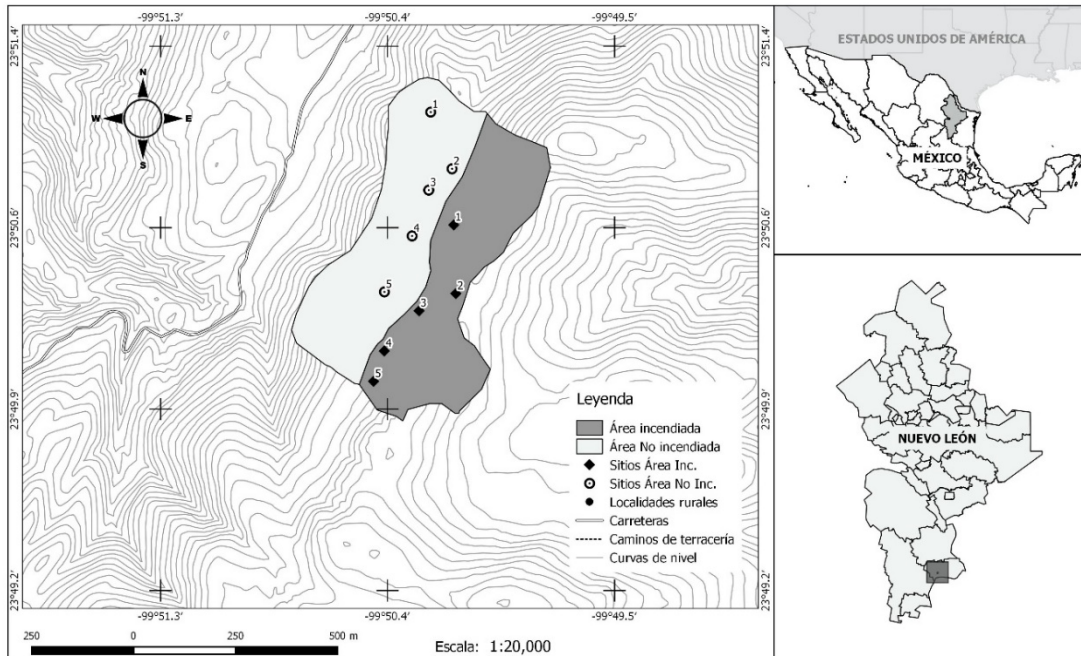 -99°51.3'
-99°50.4'
-99°49.5'
23°51.4'
23°51.4'
N
W
E
S
1
2
3
4
5
1
2
3
4
5
23°50.6'
23°50.6'
23°49.9'
23°49.9'
23°49.2'
23°49.2'
Leyenda
Área incendiada
Área No incendiada
Sitios Área Inc.
Sitios Área No Inc.
Localidades rurales
Carreteras
Caminos de terracería
Curvas de nivel
-99°51.3'
-99°50.4'
-99°49.5'
250
0
250
500 m
Escala: 1:20,000
ESTADOS UNIDOS DE AMÉRICA
MÉXICO
NUEVO LEÓN